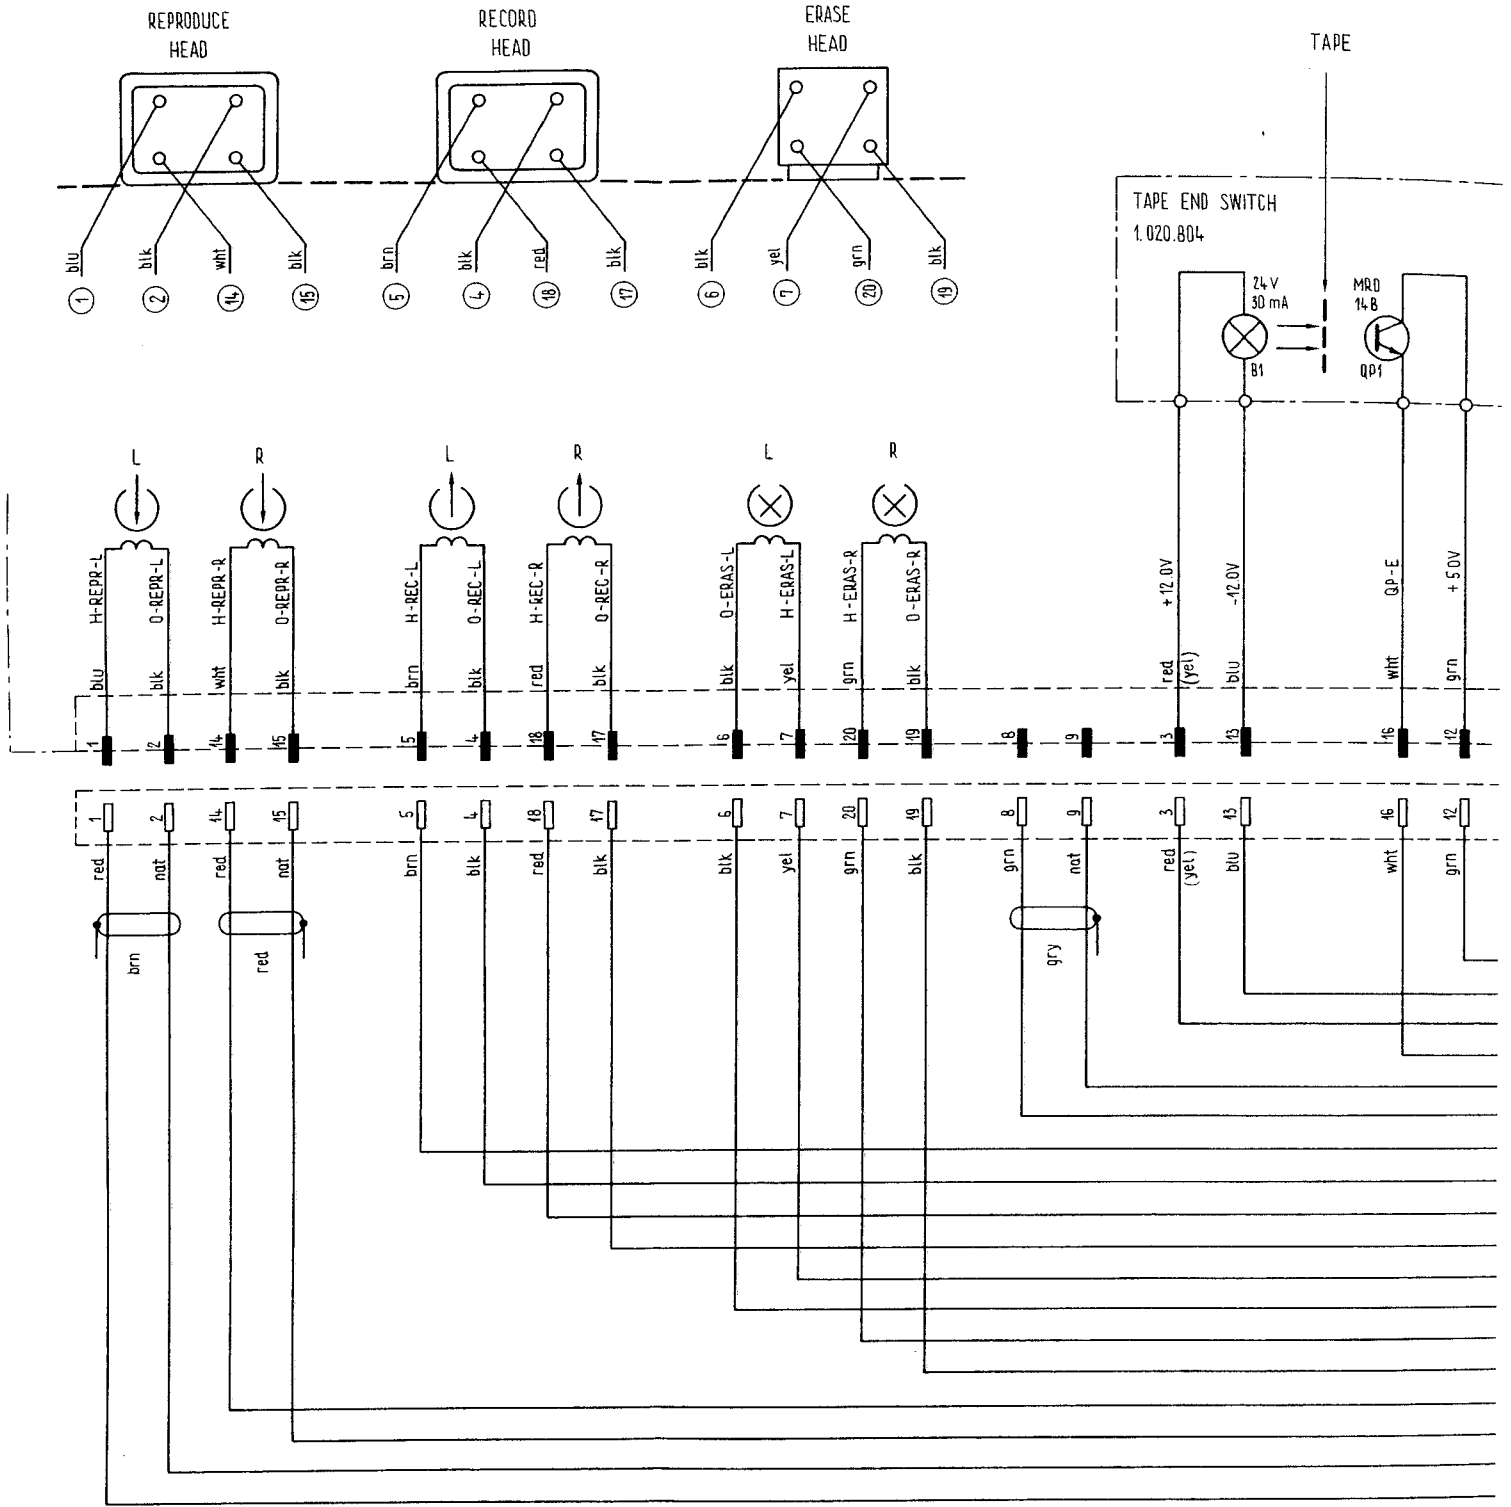 REPRODUCE
HEAD
RECORD
HEAD
ERASE
HEAD
TAPE
TAPE END SWITCH
1.020.804
24V
30 mA
MRD
14B
B1
QP1
blu
blk
wht
blk
brn
blk
red
blk
blk
yel
grn
blk
1
2
14
15
5
4
18
17
6
7
20
19
L
R
L
R
L
R
H-REPR-L
0-REPR-L
H-REPR-R
0-REPR-R
H-REC-L
0-REC-L
H-REC-R
0-REC-R
0-ERAS-L
H-ERAS-L
H-ERAS-R
0-ERAS-R
+12.0V
-12.0V
QP-E
+5.0V
blu
blk
wht
blk
brn
blk
red
blk
blk
yel
grn
blk
red
(yel)
blu
wht
grn
1
2
14
15
5
4
18
17
6
7
20
19
8
9
3
13
16
12
1
2
14
15
5
4
18
17
6
7
20
19
8
9
3
13
16
12
red
nat
red
nat
brn
blk
red
blk
blk
yel
grn
blk
grn
nat
red
(yel)
blu
wht
grn
brn
red
gry